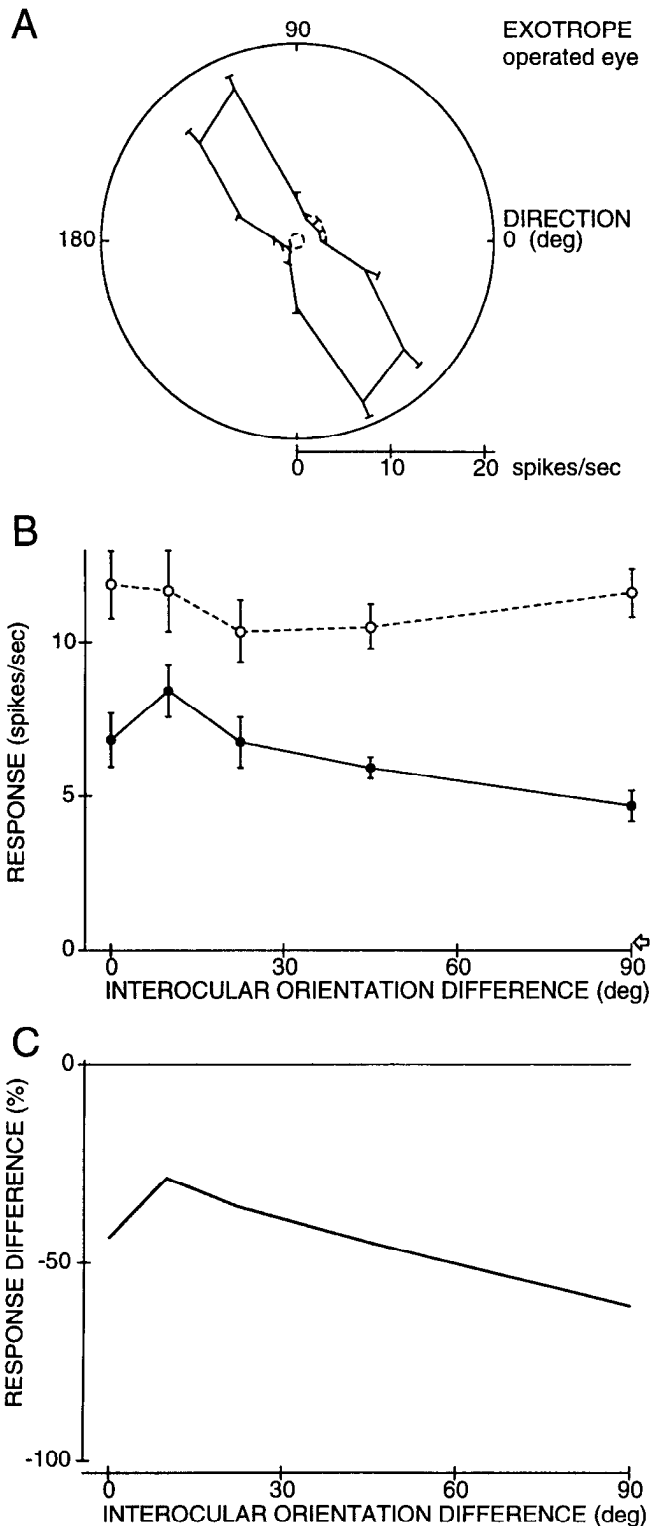 A
EXOTROPE
operated eye
90
180
DIRECTION
0 (deg)
0 10 20 spikes/sec
B
RESPONSE (spikes/sec)
10
5
0
0 30 60 90
INTEROCULAR ORIENTATION DIFFERENCE (deg)
C
RESPONSE DIFFERENCE (%)
0
-50
-100
0 30 60 90
INTEROCULAR ORIENTATION DIFFERENCE (deg)